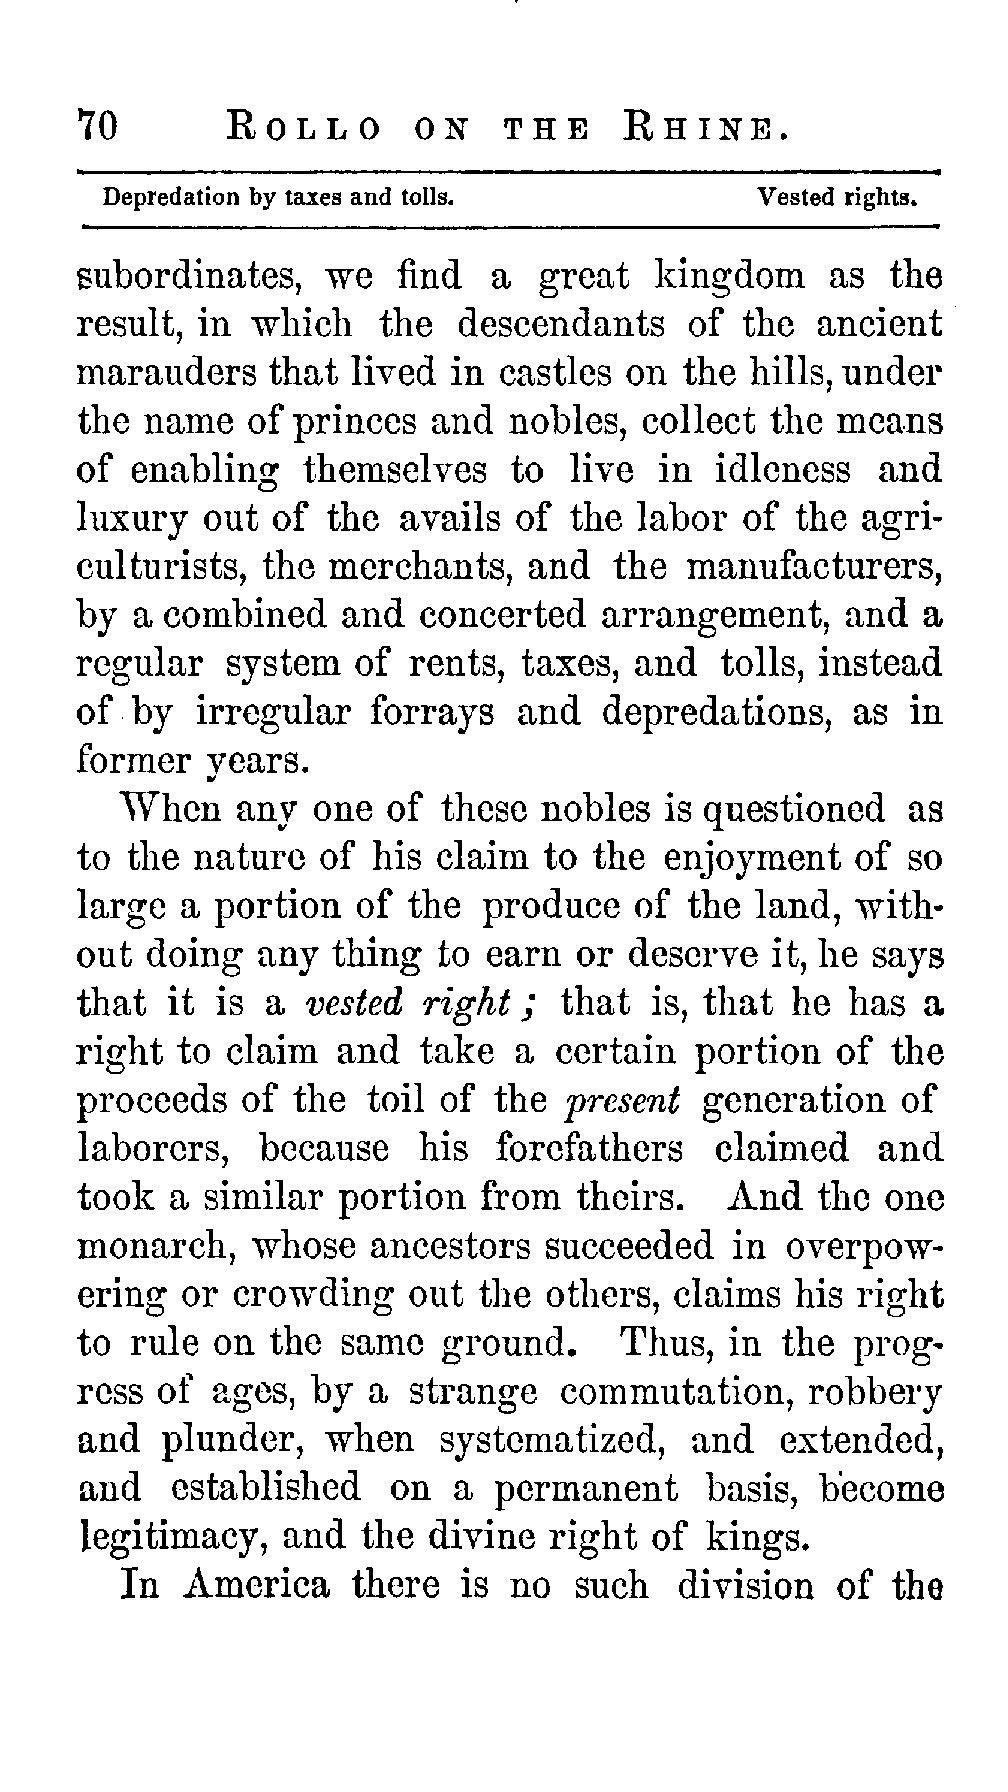 70 ROLLO ON THE RHINE.
Depredation by taxes and tolls. Vested rights.
subordinates, we find a great kingdom as the
result, in which the descendants of the ancient
marauders that lived in castles on the hills, under
the name of princes and nobles, collect the means
of enabling themselves to live in idleness and
luxury out of the avails of the labor of the agri-
culturists, the merchants, and the manufacturers,
by a combined and concerted arrangement, and a
regular system of rents, taxes, and tolls, instead
of by irregular forrays and depredations, as in
former years.
When any one of these nobles is questioned as
to the nature of his claim to the enjoyment of so
large a portion of the produce of the land, with-
out doing any thing to earn or deserve it, he says
that it is a vested right; that is, that he has a
right to claim and take a certain portion of the
proceeds of the toil of the present generation of
laborers, because his forefathers claimed and
took a similar portion from theirs. And the one
monarch, whose ancestors succeeded in overpow-
ering or crowding out the others, claims his right
to rule on the same ground. Thus, in the prog-
ress of ages, by a strange commutation, robbery
and plunder, when systematized, and extended,
and established on a permanent basis, become
legitimacy, and the divine right of kings.
In America there is no such division of the